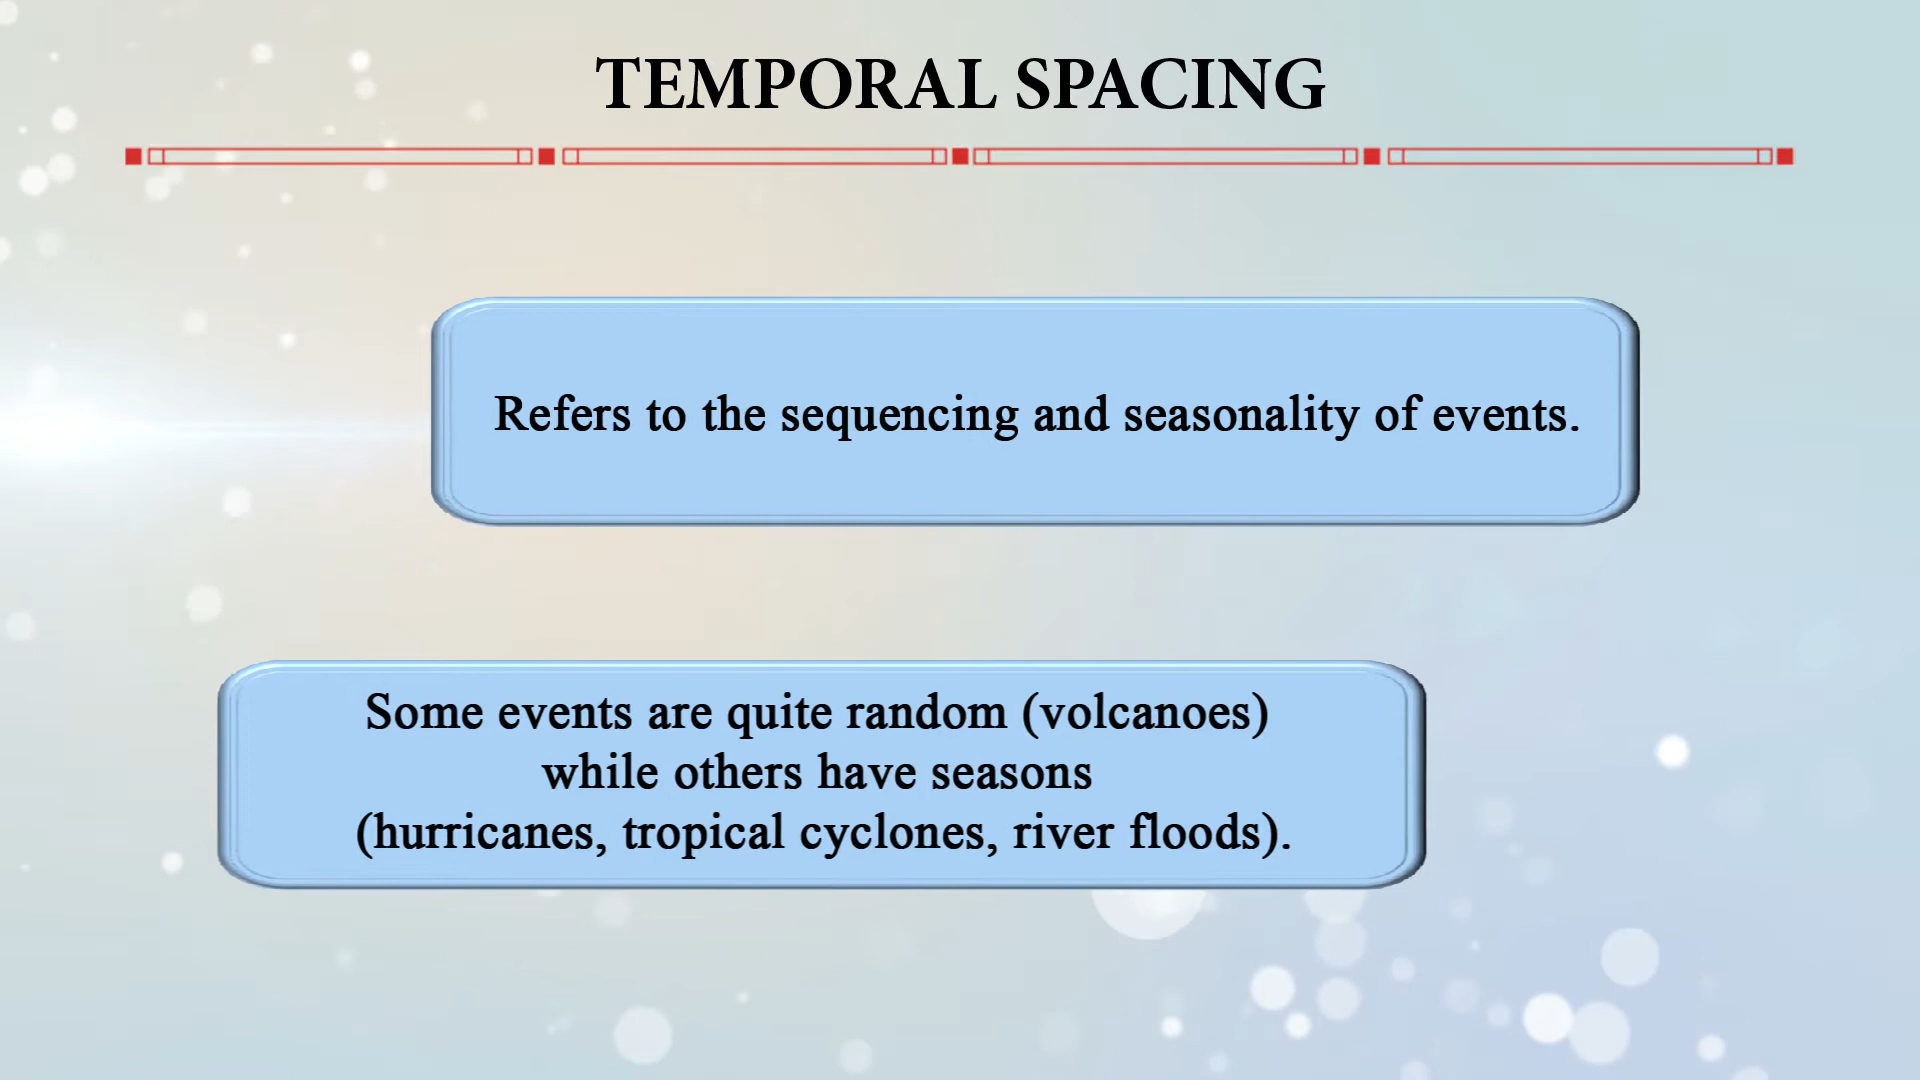 TEMPORAL SPACING
Refers to the sequencing and seasonality of events.
Some events are quite random (volcanoes)
while others have seasons
(hurricanes, tropical cyclones, river floods).